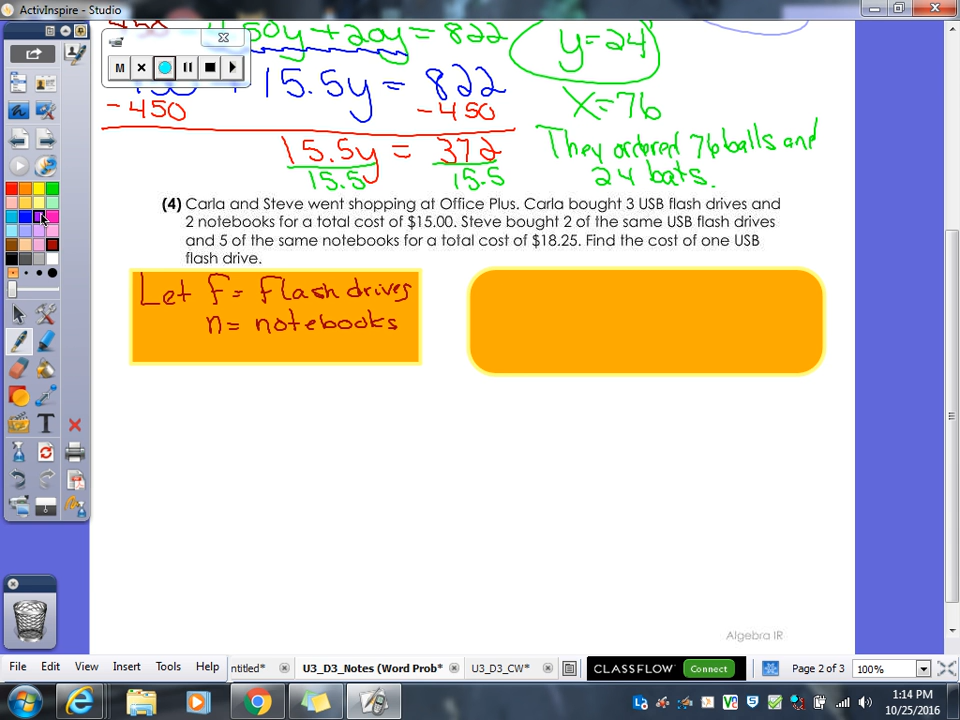 ActivInspire - Studio
4.50y+20y=822
y=24
+ 15.5y = 822
x=76
-450 -450
They ordered 76 balls and
24 bats.
15.5y = 372
15.5 15.5
M
(4) Carla and Steve went shopping at Office Plus. Carla bought 3 USB flash drives and
2 notebooks for a total cost of $15.00. Steve bought 2 of the same USB flash drives
and 5 of the same notebooks for a total cost of $18.25. Find the cost of one USB
flash drive.
Let f= flash drives
n= notebooks
Algebra IR
File Edit View Insert Tools Help ntitled* U3_D3_Notes (Word Prob* U3_D3_CW* CLASSFLOW Connect Page 2 of 3 100%
1:14 PM
10/25/2016